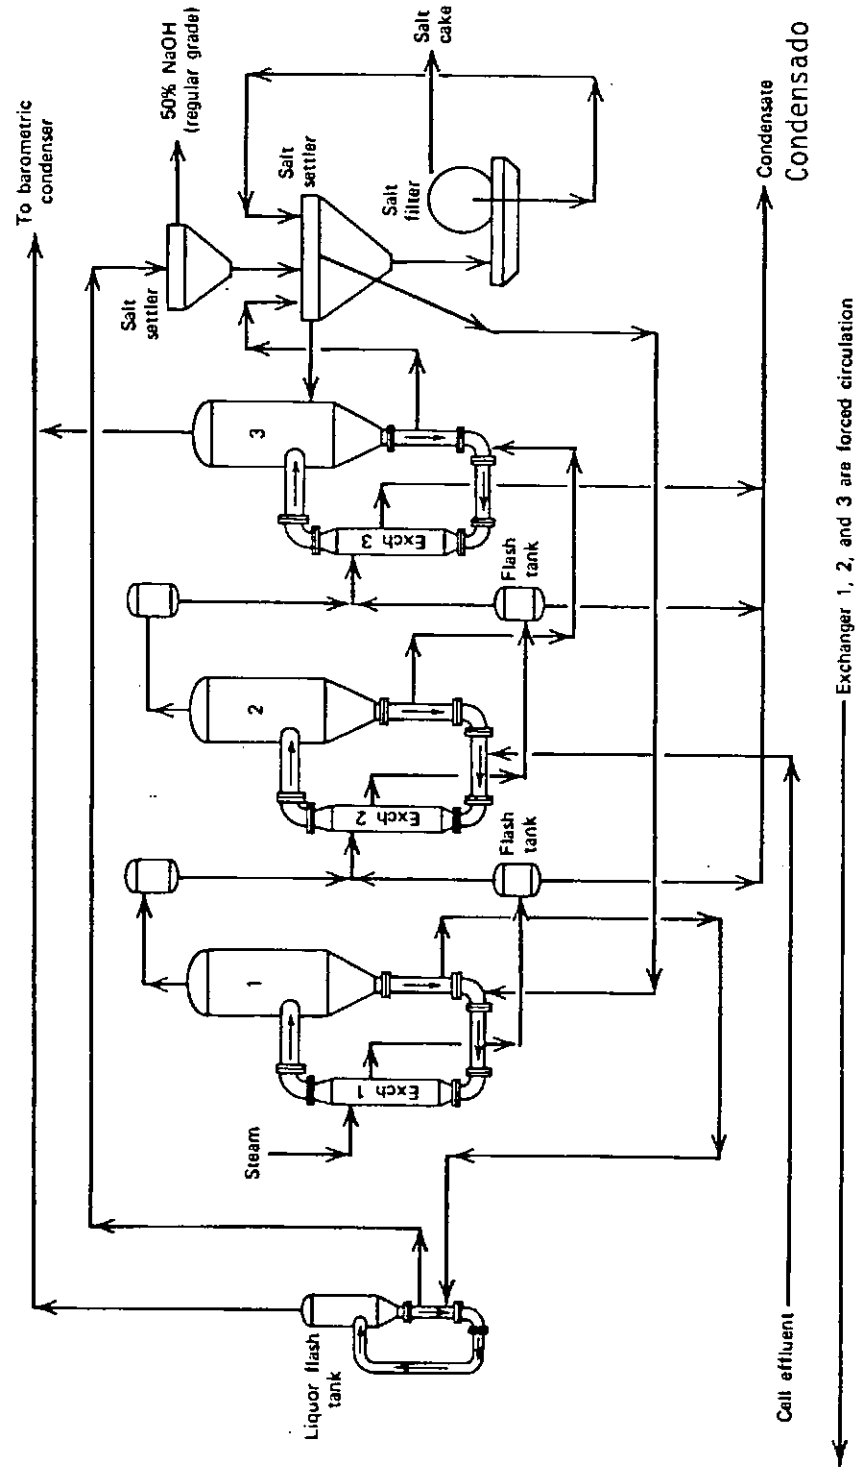 To barometric
condenser
50% NaOH
(regular grade)
Salt
settler
Salt
settler
Salt
filter
Salt
cake
3
Exch 3
Flash
tank
2
Exch 2
Flash
tank
1
Exch 1
Steam
Liquor flash
tank
Cell effluent
Condensate
Condensado
Exchanger 1, 2, and 3 are forced circulation